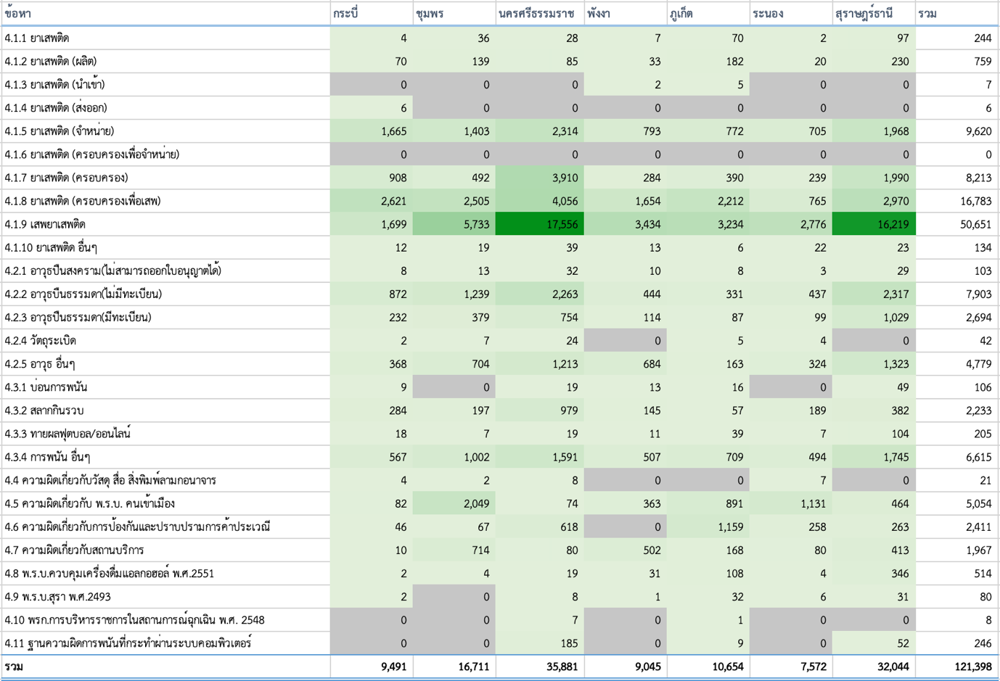 ข้อหา กระบี่ ชุมพร นครศรีธรรมราช พังงา ภูเก็ต ระนอง สุราษฎร์ธานี รวม
4.1.1 ยาเสพติด 4 36 28 7 70 2 97 244
4.1.2 ยาเสพติด (ผลิต) 70 139 85 33 182 20 230 759
4.1.3 ยาเสพติด (นำเข้า) 0 0 0 2 5 0 0 7
4.1.4 ยาเสพติด (ส่งออก) 6 0 0 0 0 0 0 6
4.1.5 ยาเสพติด (จำหน่าย) 1,665 1,403 2,314 793 772 705 1,968 9,620
4.1.6 ยาเสพติด (ครอบครองเพื่อจำหน่าย) 0 0 0 0 0 0 0 0
4.1.7 ยาเสพติด (ครอบครอง) 908 492 3,910 284 390 239 1,990 8,213
4.1.8 ยาเสพติด (ครอบครองเพื่อเสพ) 2,621 2,505 4,056 1,654 2,212 765 2,970 16,783
4.1.9 เสพยาเสพติด 1,699 5,733 17,556 3,434 3,234 2,776 16,219 50,651
4.1.10 ยาเสพติด อื่นๆ 12 19 39 13 6 22 23 134
4.2.1 อาวุธปืนสงคราม(ไม่สามารถออกใบอนุญาตได้) 8 13 32 10 8 3 29 103
4.2.2 อาวุธปืนธรรมดา(ไม่มีทะเบียน) 872 1,239 2,263 444 331 437 2,317 7,903
4.2.3 อาวุธปืนธรรมดา(มีทะเบียน) 232 379 754 114 87 99 1,029 2,694
4.2.4 วัตถุระเบิด 2 7 24 0 5 4 0 42
4.2.5 อาวุธ อื่นๆ 368 704 1,213 684 163 324 1,323 4,779
4.3.1 บ่อนการพนัน 9 0 19 13 16 0 49 106
4.3.2 สลากกินรวบ 284 197 979 145 57 189 382 2,233
4.3.3 ทายผลฟุตบอล/ออนไลน์ 18 7 19 11 39 7 104 205
4.3.4 การพนัน อื่นๆ 567 1,002 1,591 507 709 494 1,745 6,615
4.4 ความผิดเกี่ยวกับวัสดุ สื่อ สิ่งพิมพ์ลามกอนาจาร 4 2 8 0 0 7 0 21
4.5 ความผิดเกี่ยวกับ พ.ร.บ. คนเข้าเมือง 82 2,049 74 363 891 1,131 464 5,054
4.6 ความผิดเกี่ยวกับการป้องกันและปราบปรามการค้าประเวณี 46 67 618 0 1,159 258 263 2,411
4.7 ความผิดเกี่ยวกับสถานบริการ 10 714 80 502 168 80 413 1,967
4.8 พ.ร.บ.ควบคุมเครื่องดื่มแอลกอฮอล์ พ.ศ.2551 2 4 19 31 108 4 346 514
4.9 พ.ร.บ.สุรา พ.ศ.2493 2 0 8 1 32 6 31 80
4.10 พรก.การบริหารราชการในสถานการณ์ฉุกเฉิน พ.ศ. 2548 0 0 7 0 1 0 0 8
4.11 ฐานความผิดการพนันที่กระทำผ่านระบบคอมพิวเตอร์ 0 0 185 0 9 0 52 246
รวม 9,491 16,711 35,881 9,045 10,654 7,572 32,044 121,398